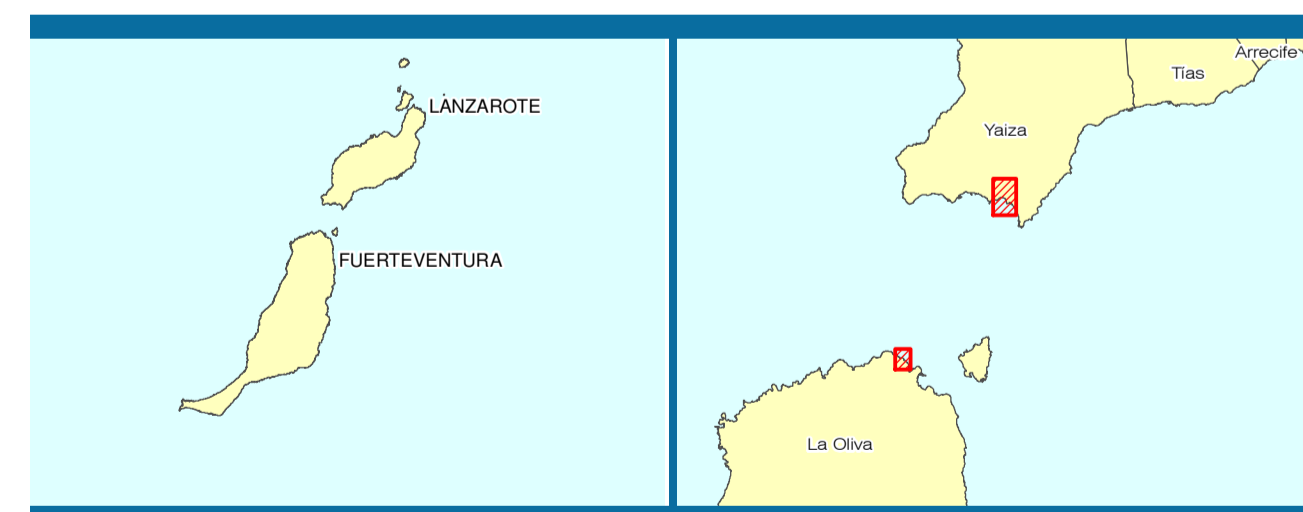 LANZAROTE
FUERTEVENTURA
Arrecife
Tías
Yaiza
La Oliva